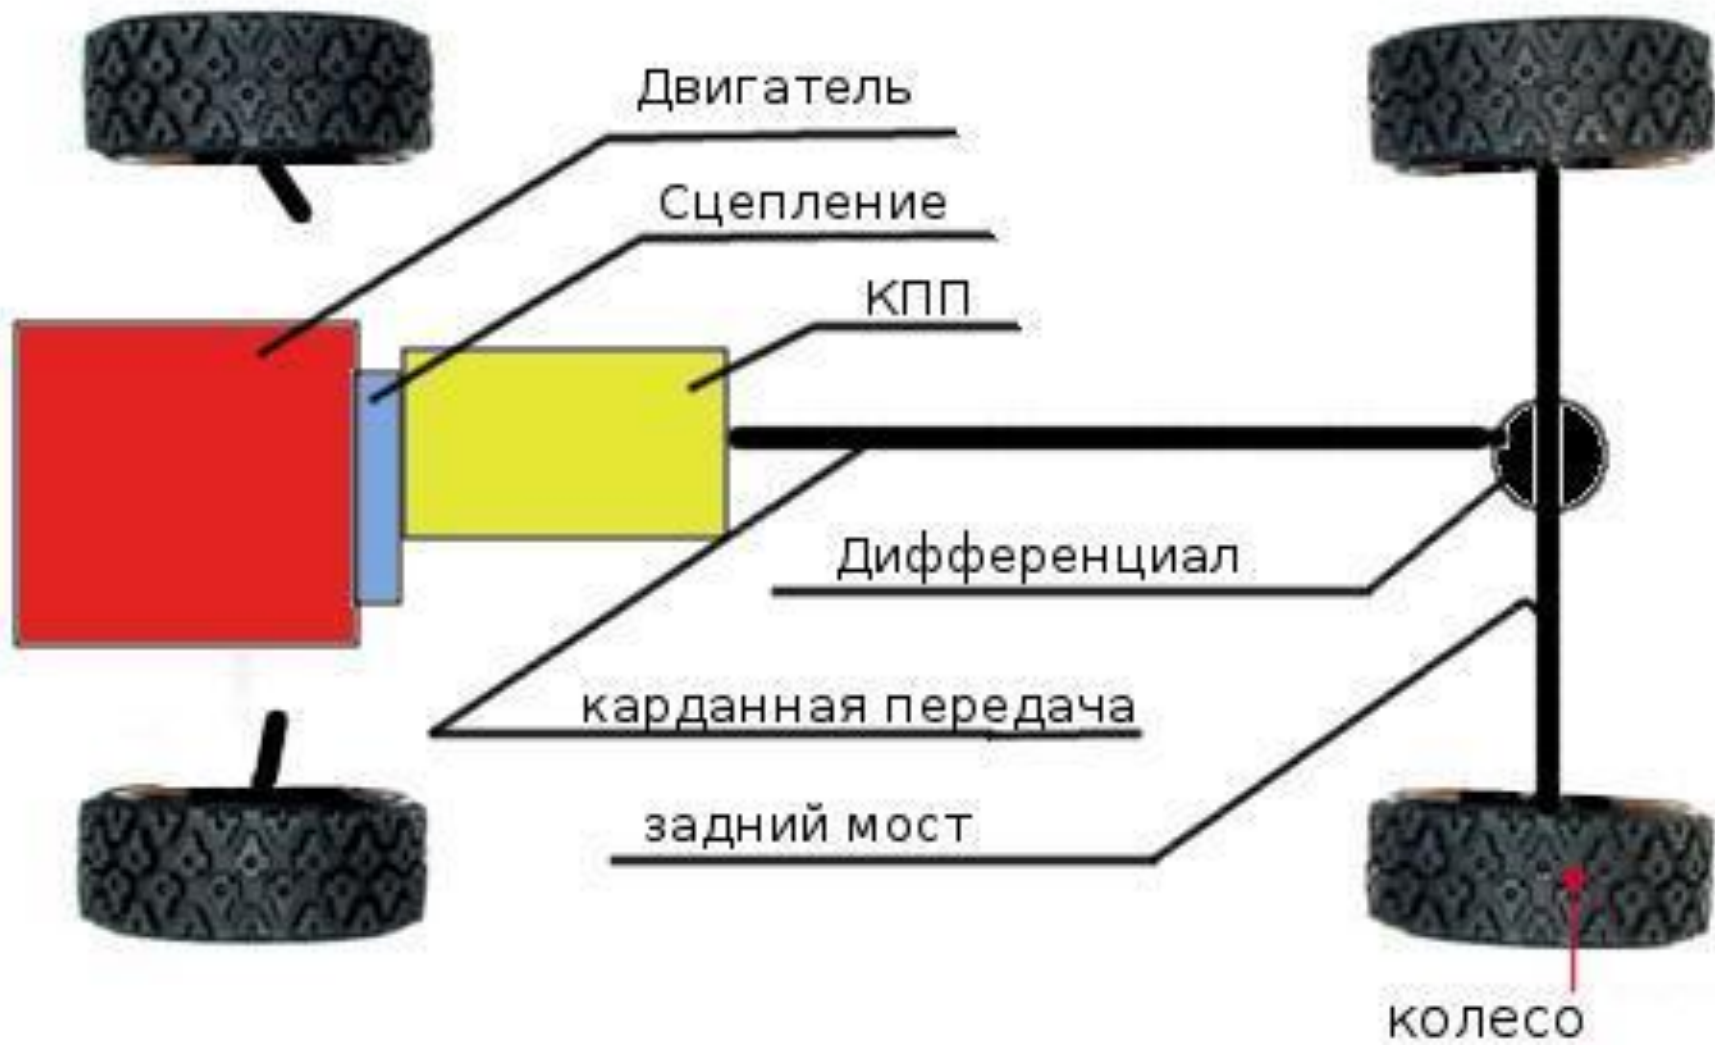 Двигатель
Сцепление
КПП
Дифференциал
карданная передача
задний мост
колесо